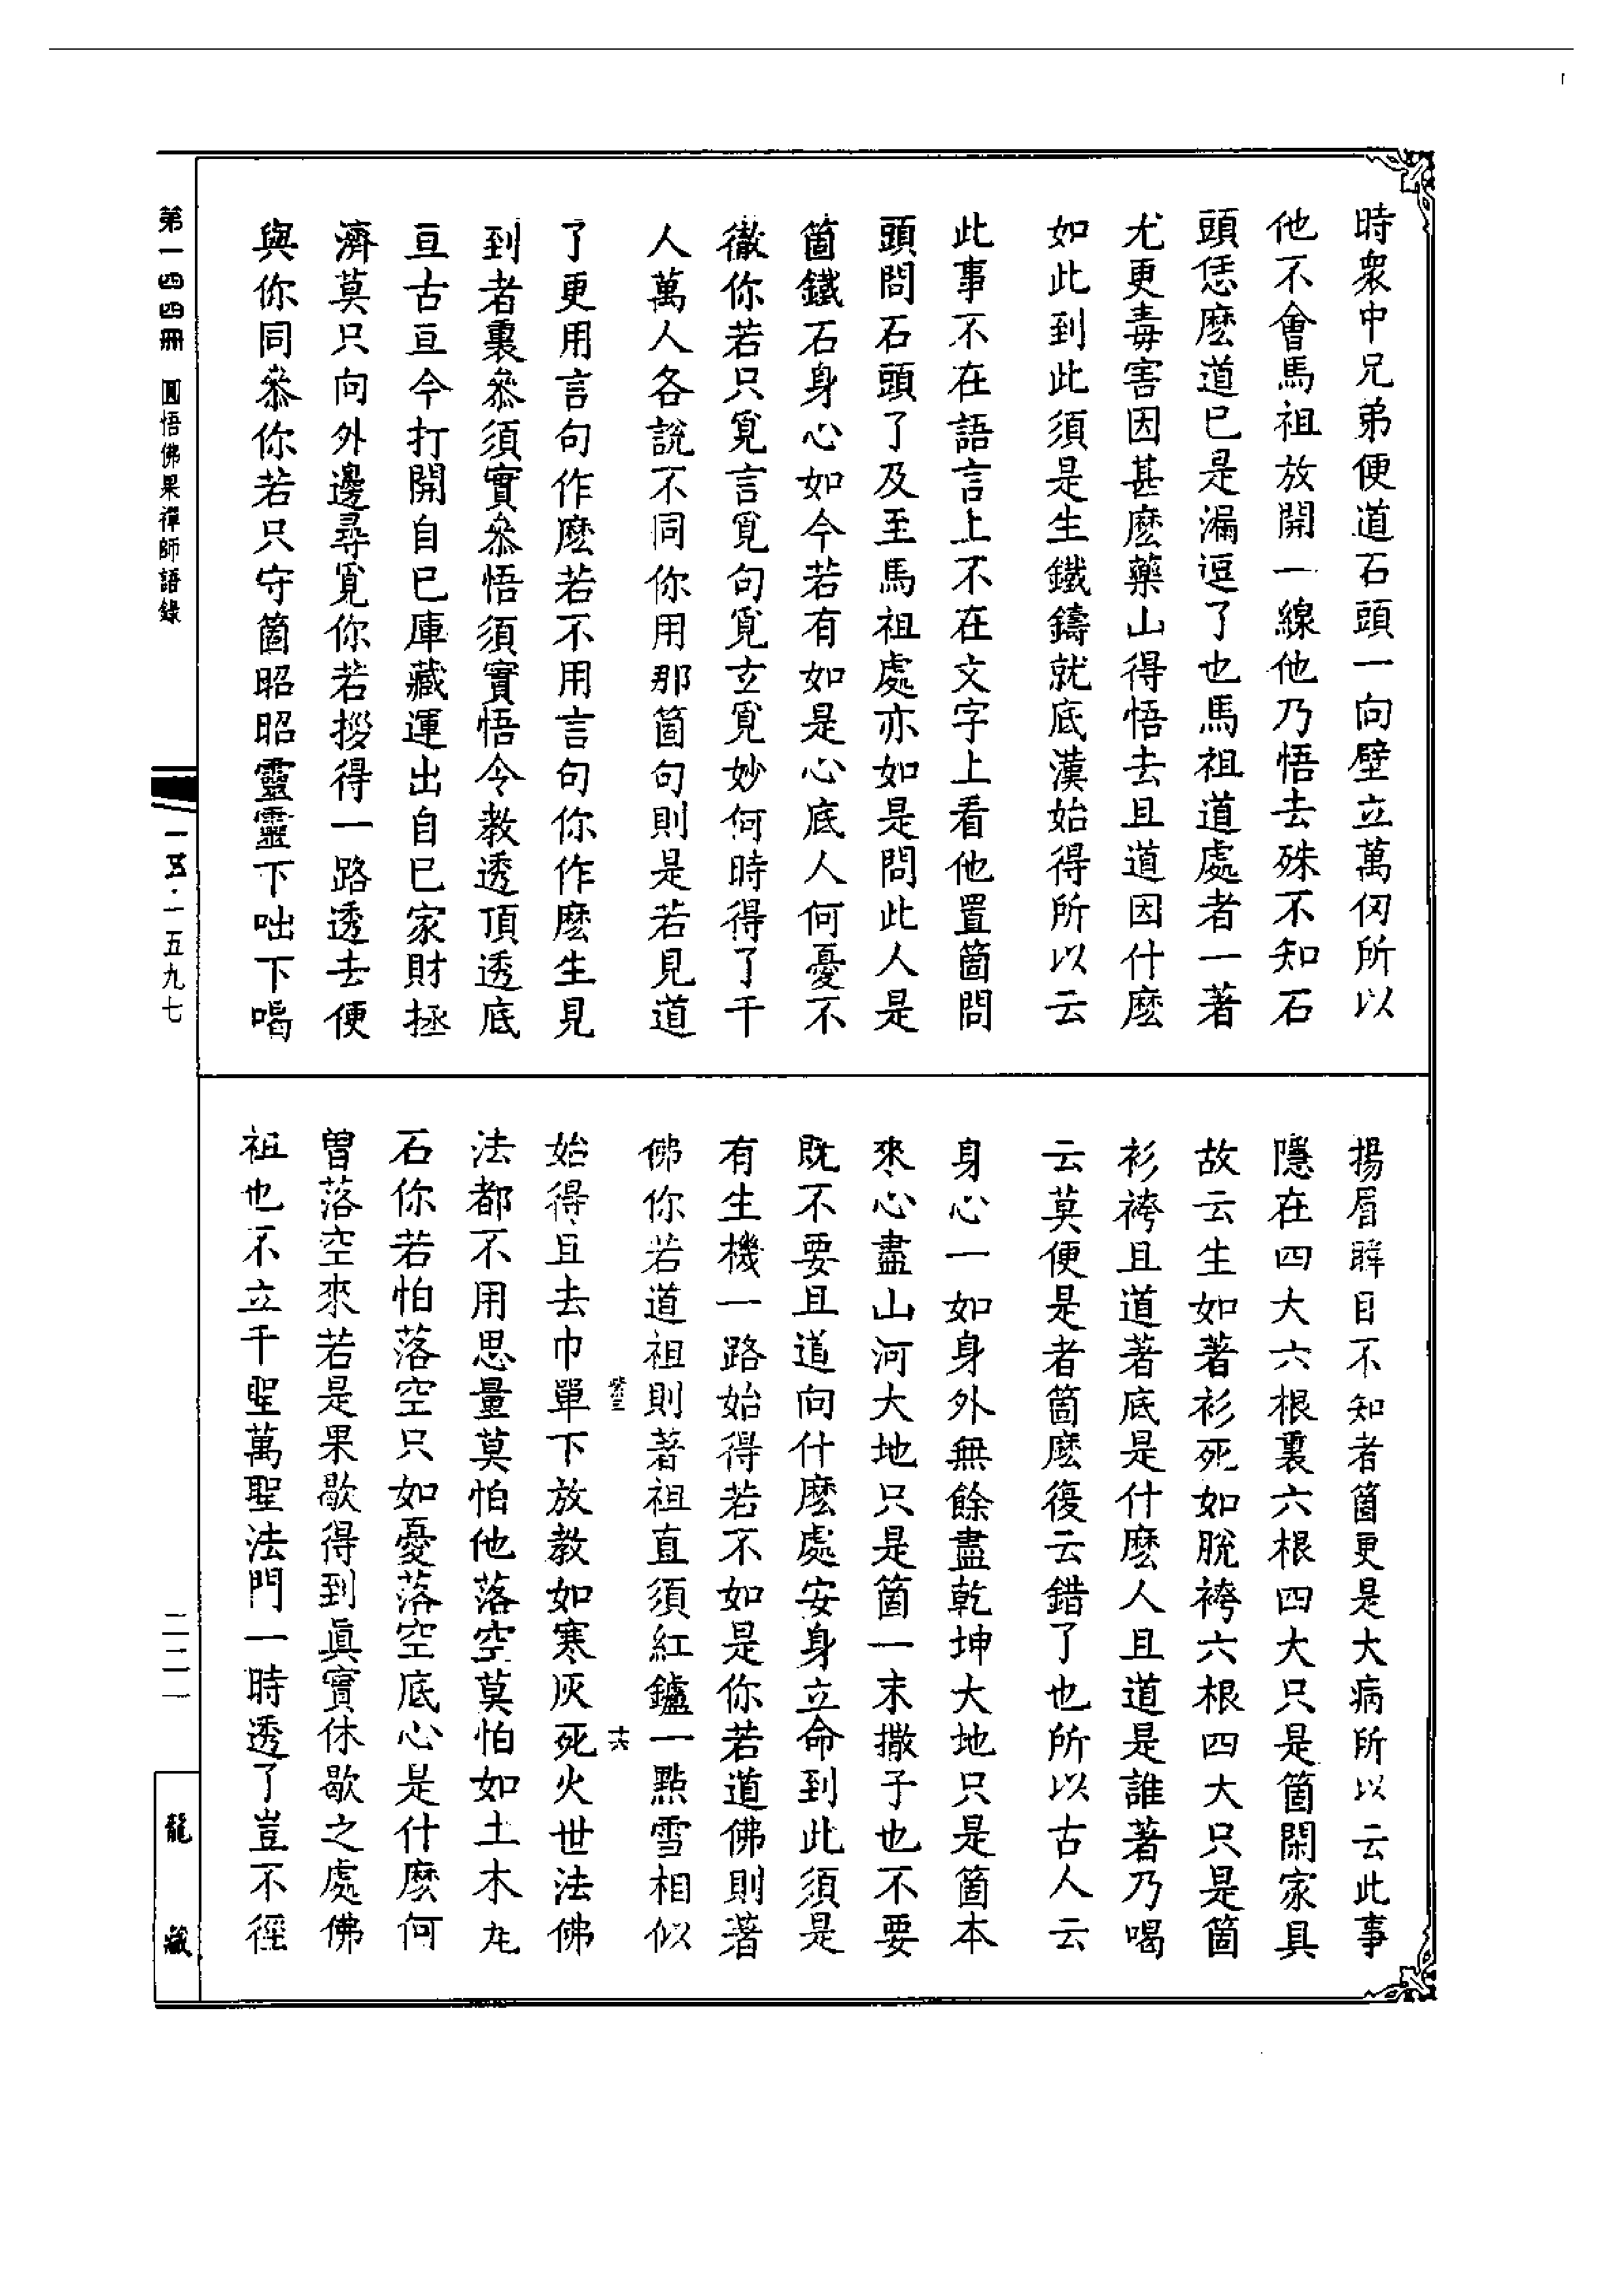 時衆中兄弟便道石頭一向壁立萬仞所以
他不會馬祖放開一線他乃悟去殊不知石
頭恁麽道已是漏逗了也馬祖道處者一著
尤更毒害因甚麽藥山得悟去且道因什麽
如此到此須是生鐵鑄就底漢始得所以云
此事不在語言上不在文字上看他置箇問
頭問石頭了及至馬祖處亦如是問此人是
箇鐵石身心如今若有如是心底人何憂不
徹你若只覓言覓句覓玄覓妙何時得了千
人萬人各說不同你用那箇句則是若見道
了更用言句作麽若不用言句你作麽生見
到者裏叅須實叅悟須實悟令教透頂透底
亘古亘今打開自已庫藏運出自已家財拯
濟莫只向外邊尋覓你若拶得一路透去便
與你同叅你若只守箇昭昭靈靈下咄下喝
揚眉瞬目不知者箇更是大病所以云此事
隱在四大六根裏六根四大只是箇閑家具
故云生如著衫死如脫袴六根四大只是箇
衫袴且道著底是什麽人且道是誰著乃喝
云莫便是者箇麽復云錯了也所以古人云
身心一如身外無餘盡乾坤大地只是箇本
來心盡山河大地只是箇一末撒子也不要
既不要且道向什麽處安身立命到此須是
有生機一路始得若不如是你若道佛則著
佛你若道祖則著祖直須紅鑪一點雪相似
紫三
十六
始得且去巾單下放教如寒灰死火世法佛
法都不用思量莫怕他落空莫怕如土木瓦
石你若怕落空只如憂落空底心是什麽何
曾落空來若是果歇得到眞實休歇之處佛
祖也不立千聖萬聖法門一時透了豈不徑
第一四四冊 圓悟佛果禪師語錄
一五·一五九七
二二一
龍藏